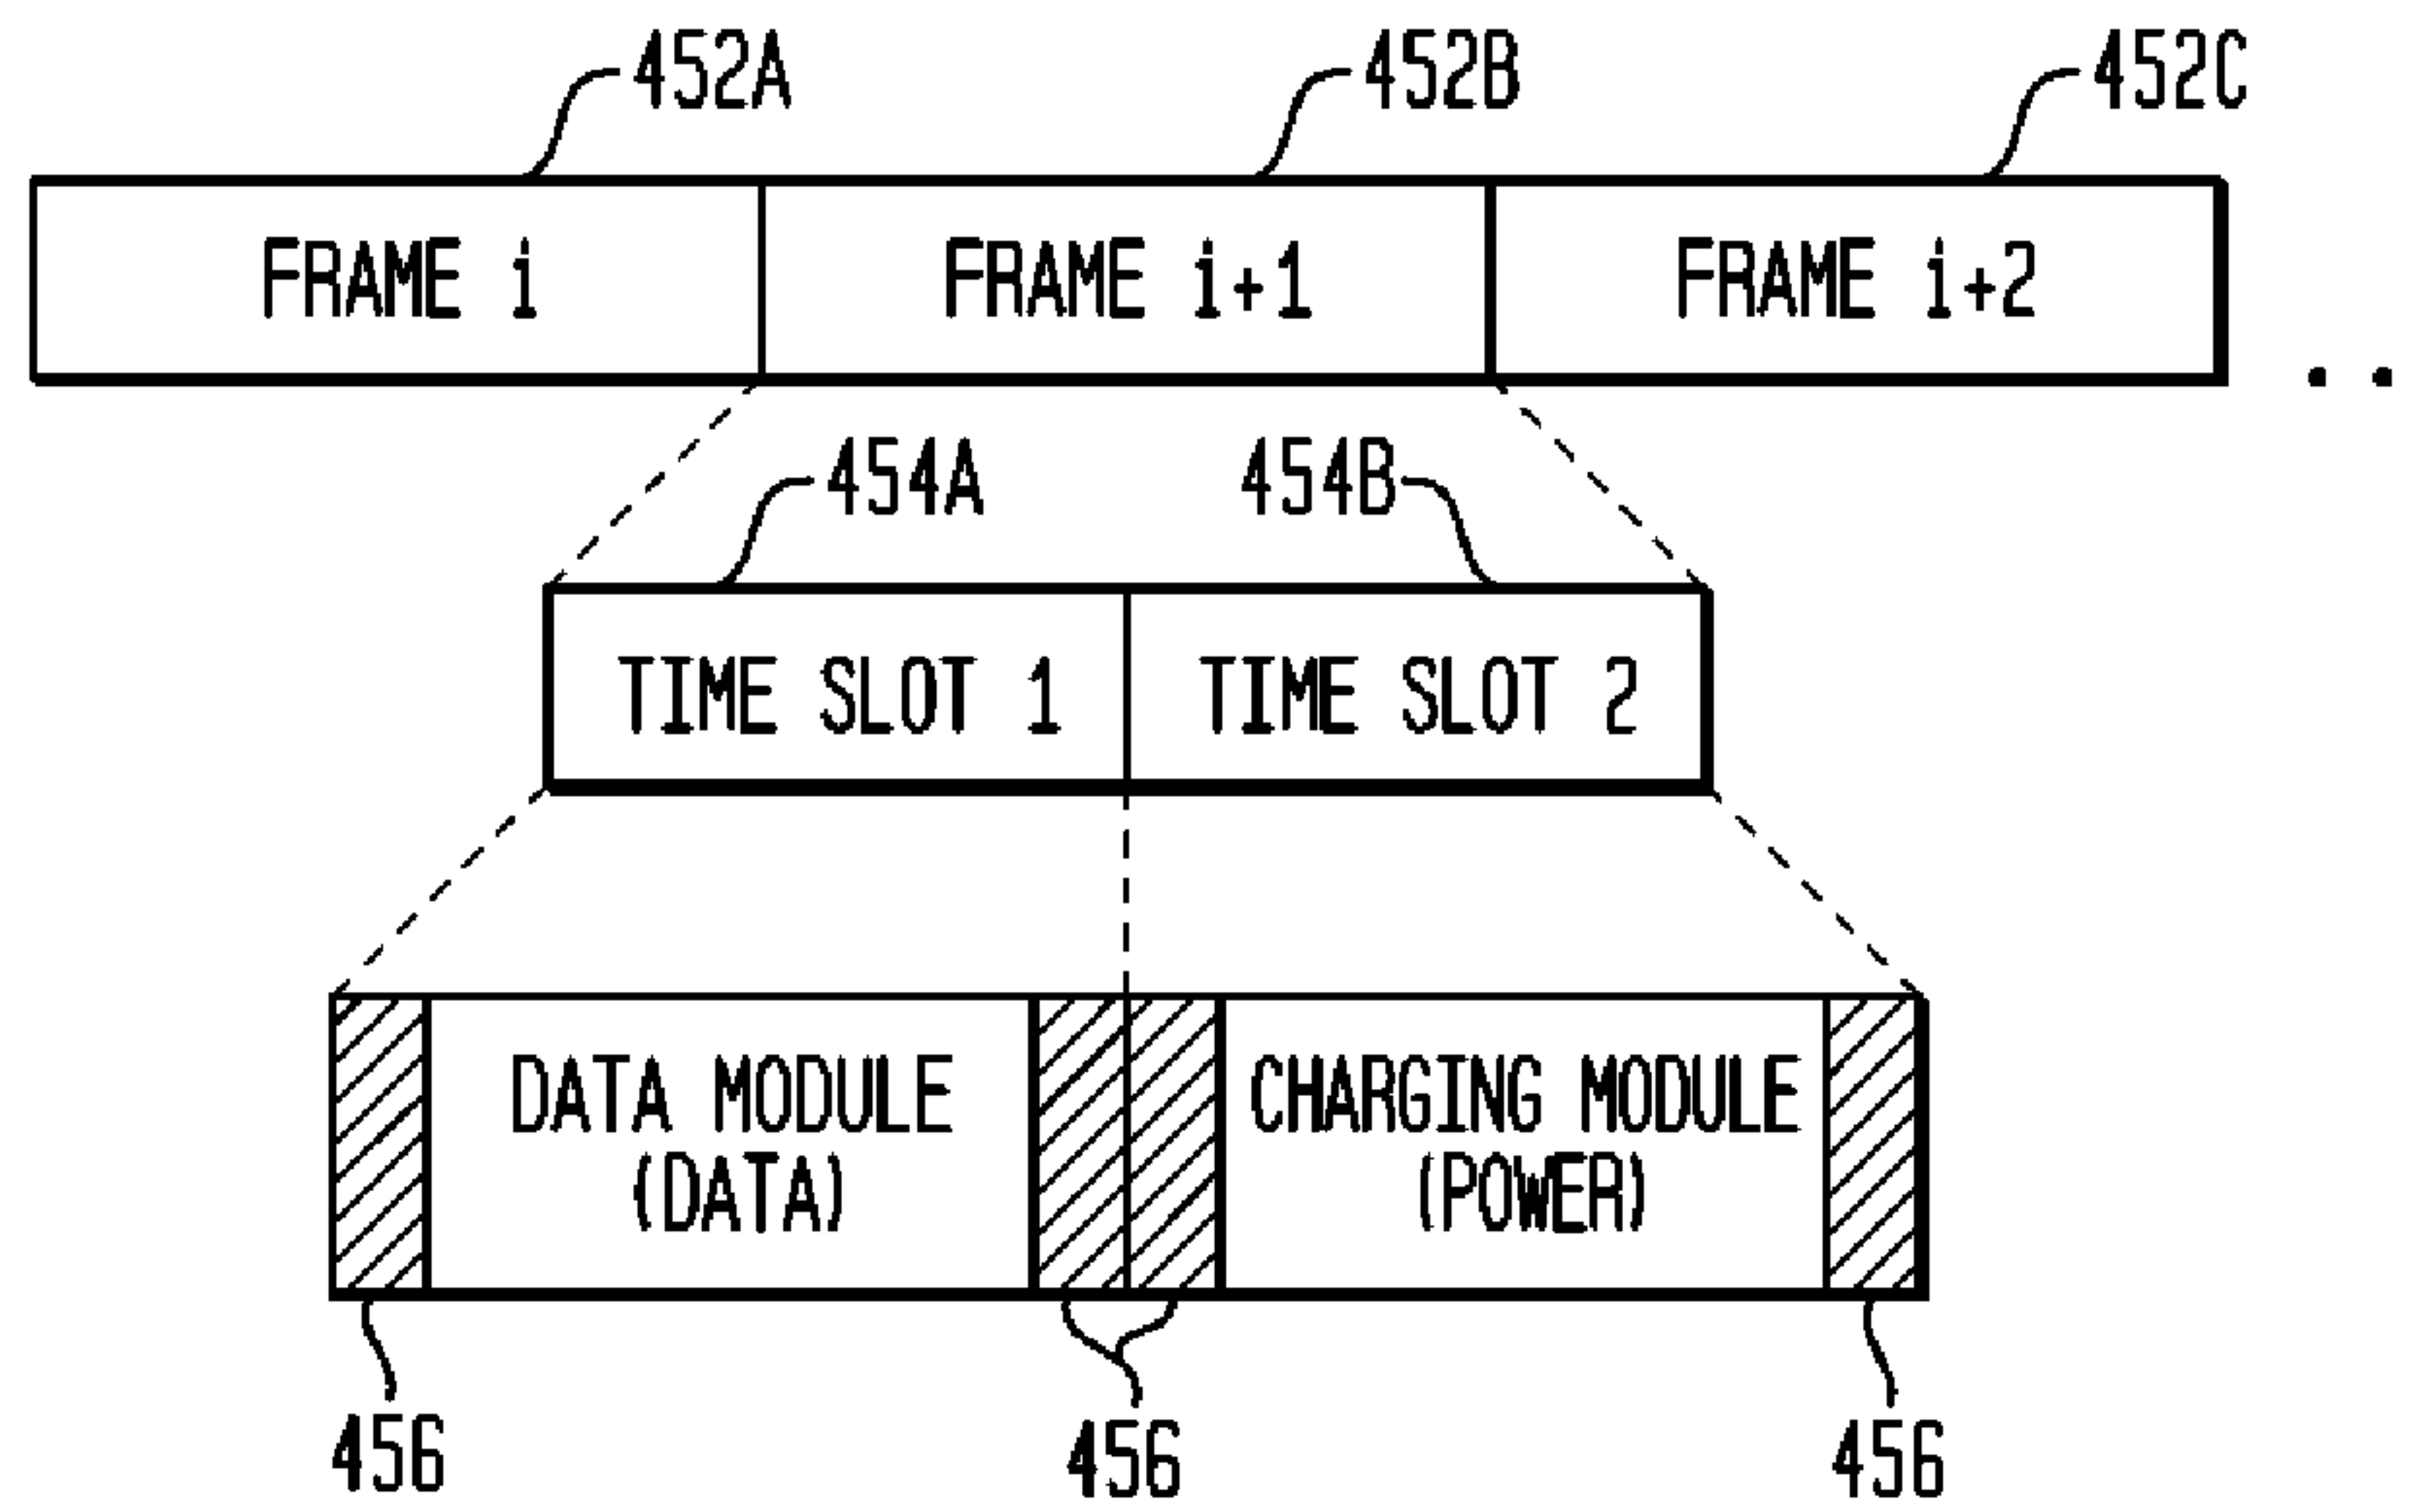 452A 452B 452C
FRAME i FRAME i+1 FRAME i+2
. .
454A 454B
TIME SLOT 1 TIME SLOT 2
DATA MODULE
(DATA)
CHARGING MODULE
(POWER)
456 456 456